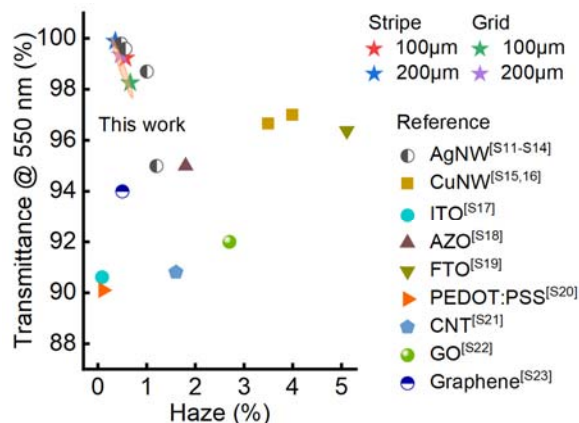 Stripe Grid
100μm 100μm
200μm 200μm
Transmittance @ 550 nm (%)
100
98
96
94
92
90
88
This work
Reference
AgNW[S11-S14]
CuNW[S15,16]
ITO[S17]
AZO[S18]
FTO[S19]
PEDOT:PSS[S20]
CNT[S21]
GO[S22]
Graphene[S23]
0 1 2 3 4 5
Haze (%)